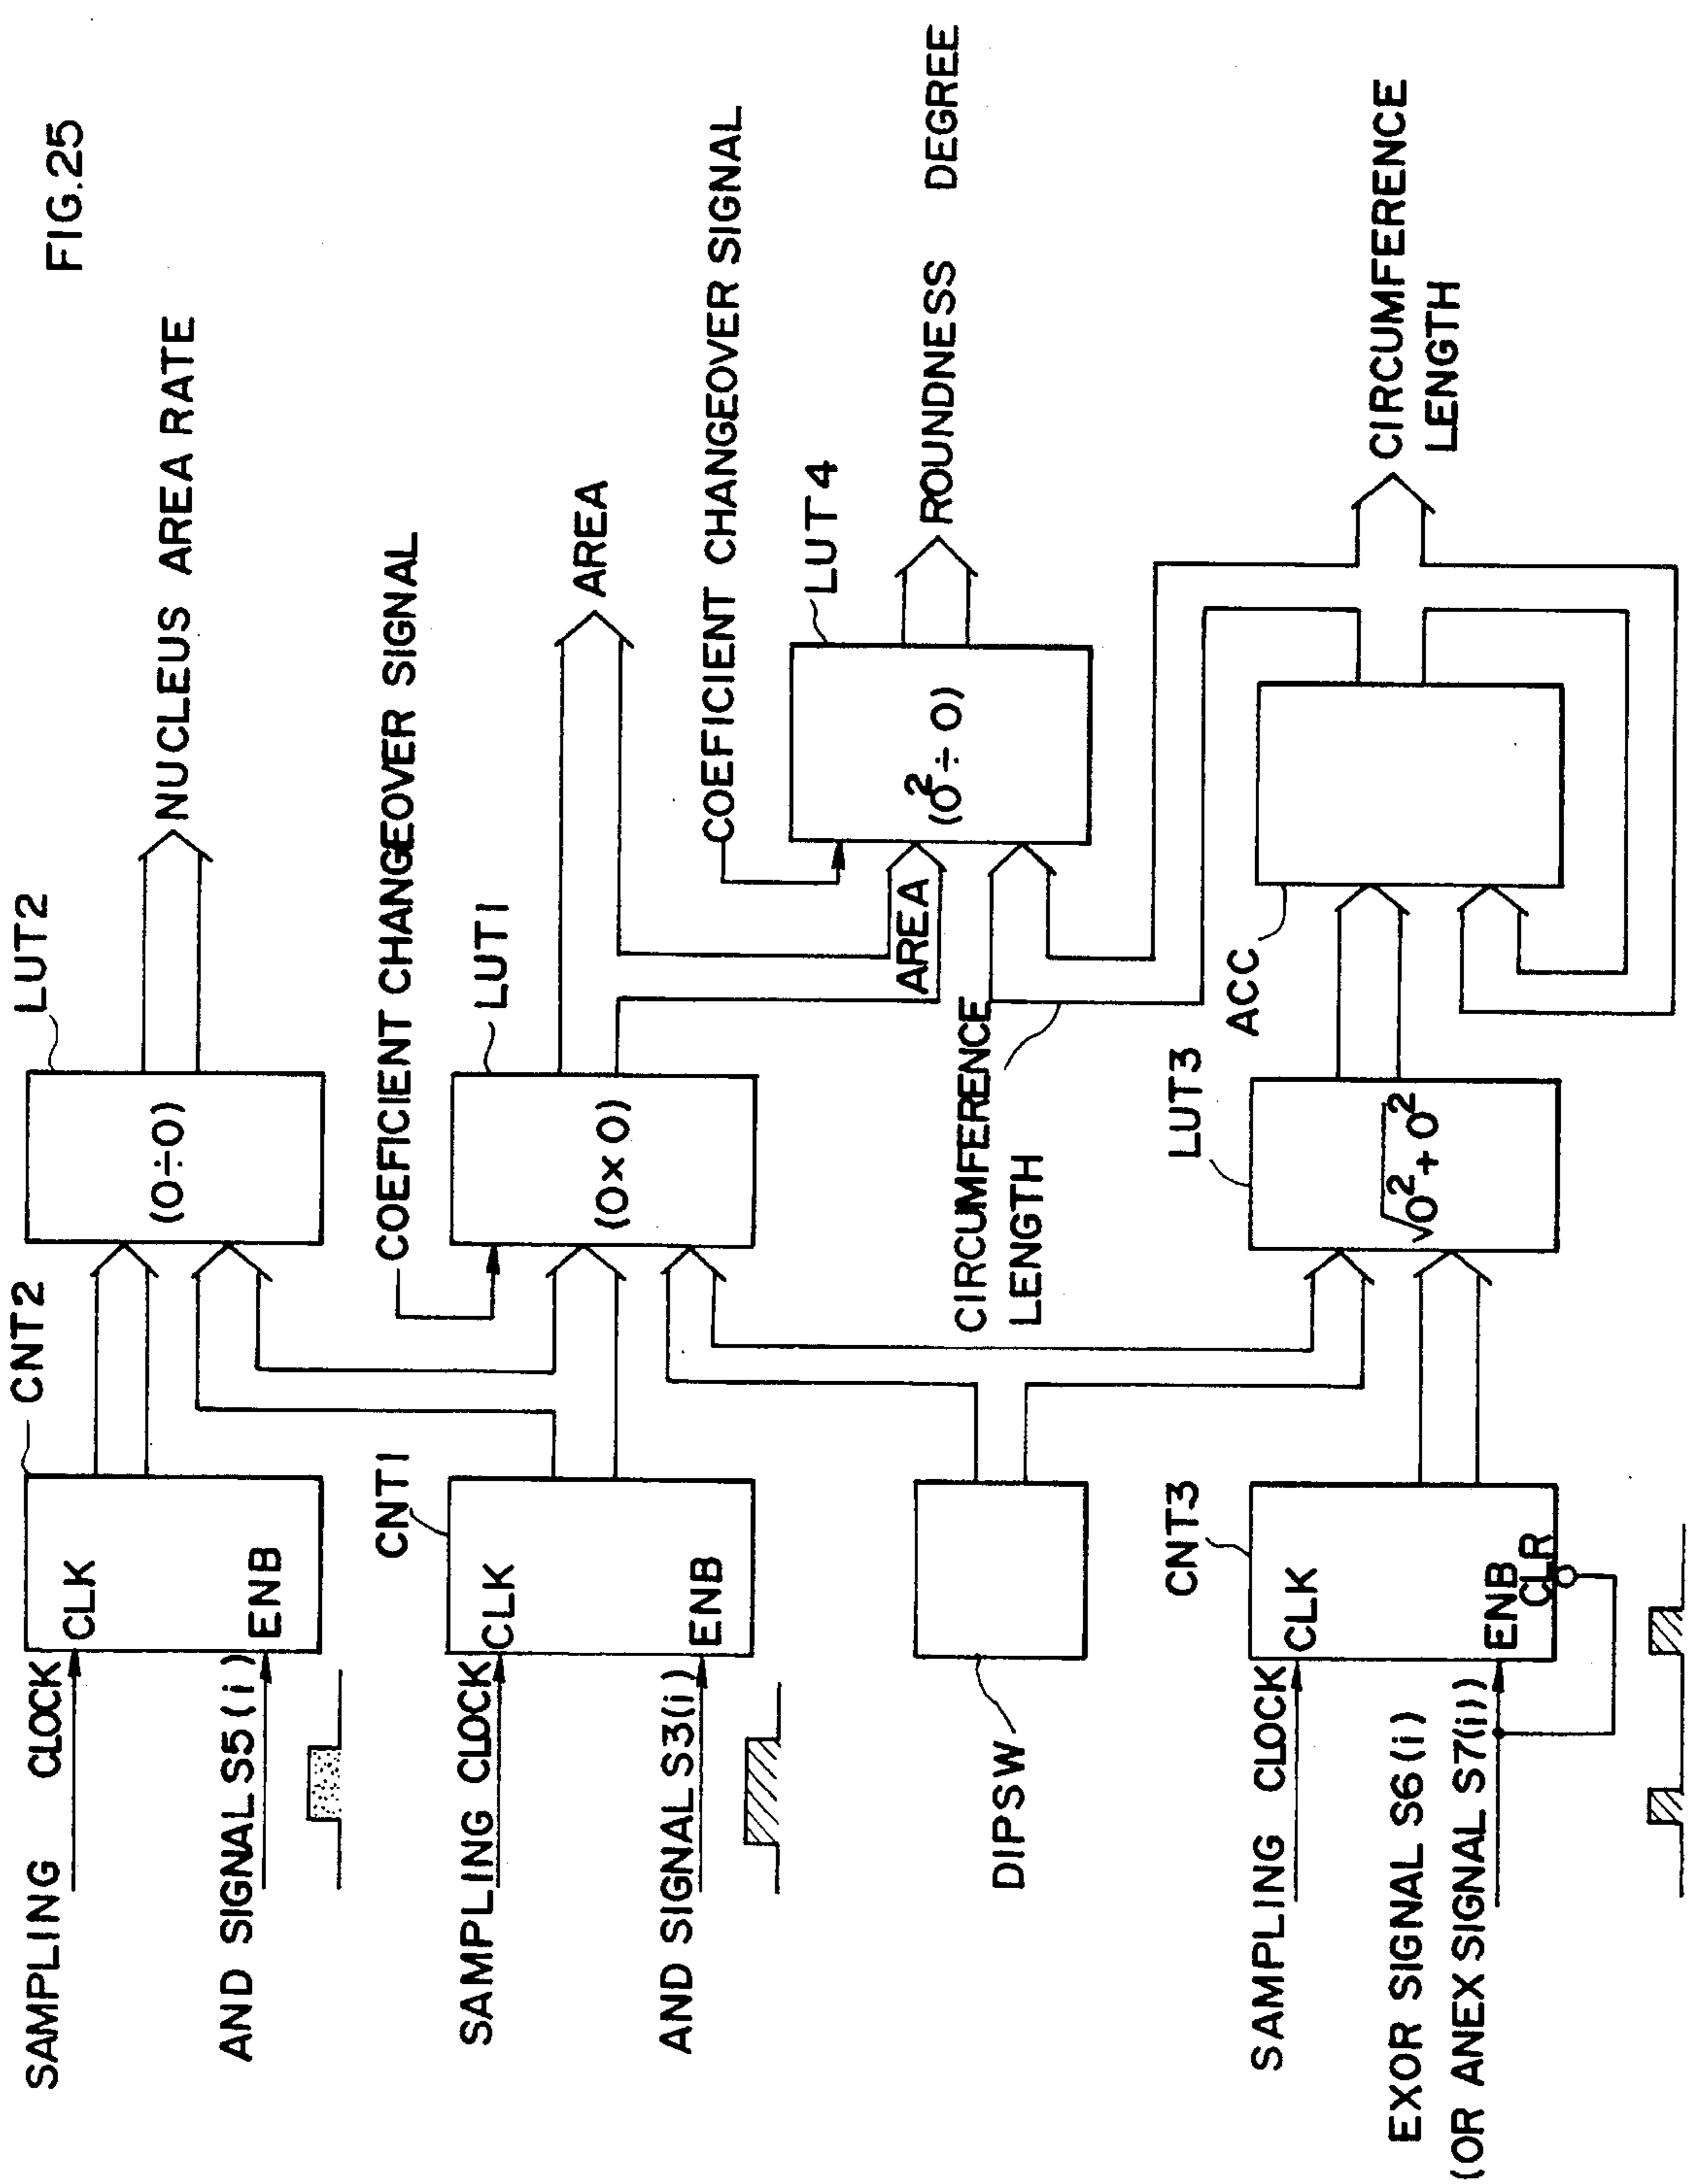 FIG.25
SAMPLING CLOCK
CLK
AND SIGNAL S5(i)
ENB
CNT2
LUT2
(O÷O)
NUCLEUS AREA RATE
COEFICIENT CHANGEOVER SIGNAL
SAMPLING CLOCK
CLK
AND SIGNAL S3(i)
ENB
CNT1
LUT1
(O×O)
AREA
COEFICIENT CHANGEOVER SIGNAL
LUT4
AREA
(O²÷O)
ROUNDNESS DEGREE
CIRCUMFERENCE
LENGTH
DIPSW
SAMPLING CLOCK
CLK
EXOR SIGNAL S6(i)
(OR ANEX SIGNAL S7(i))
ENB
CLR
CNT3
LUT3
√O²+O²
ACC
CIRCUMFERENCE
LENGTH